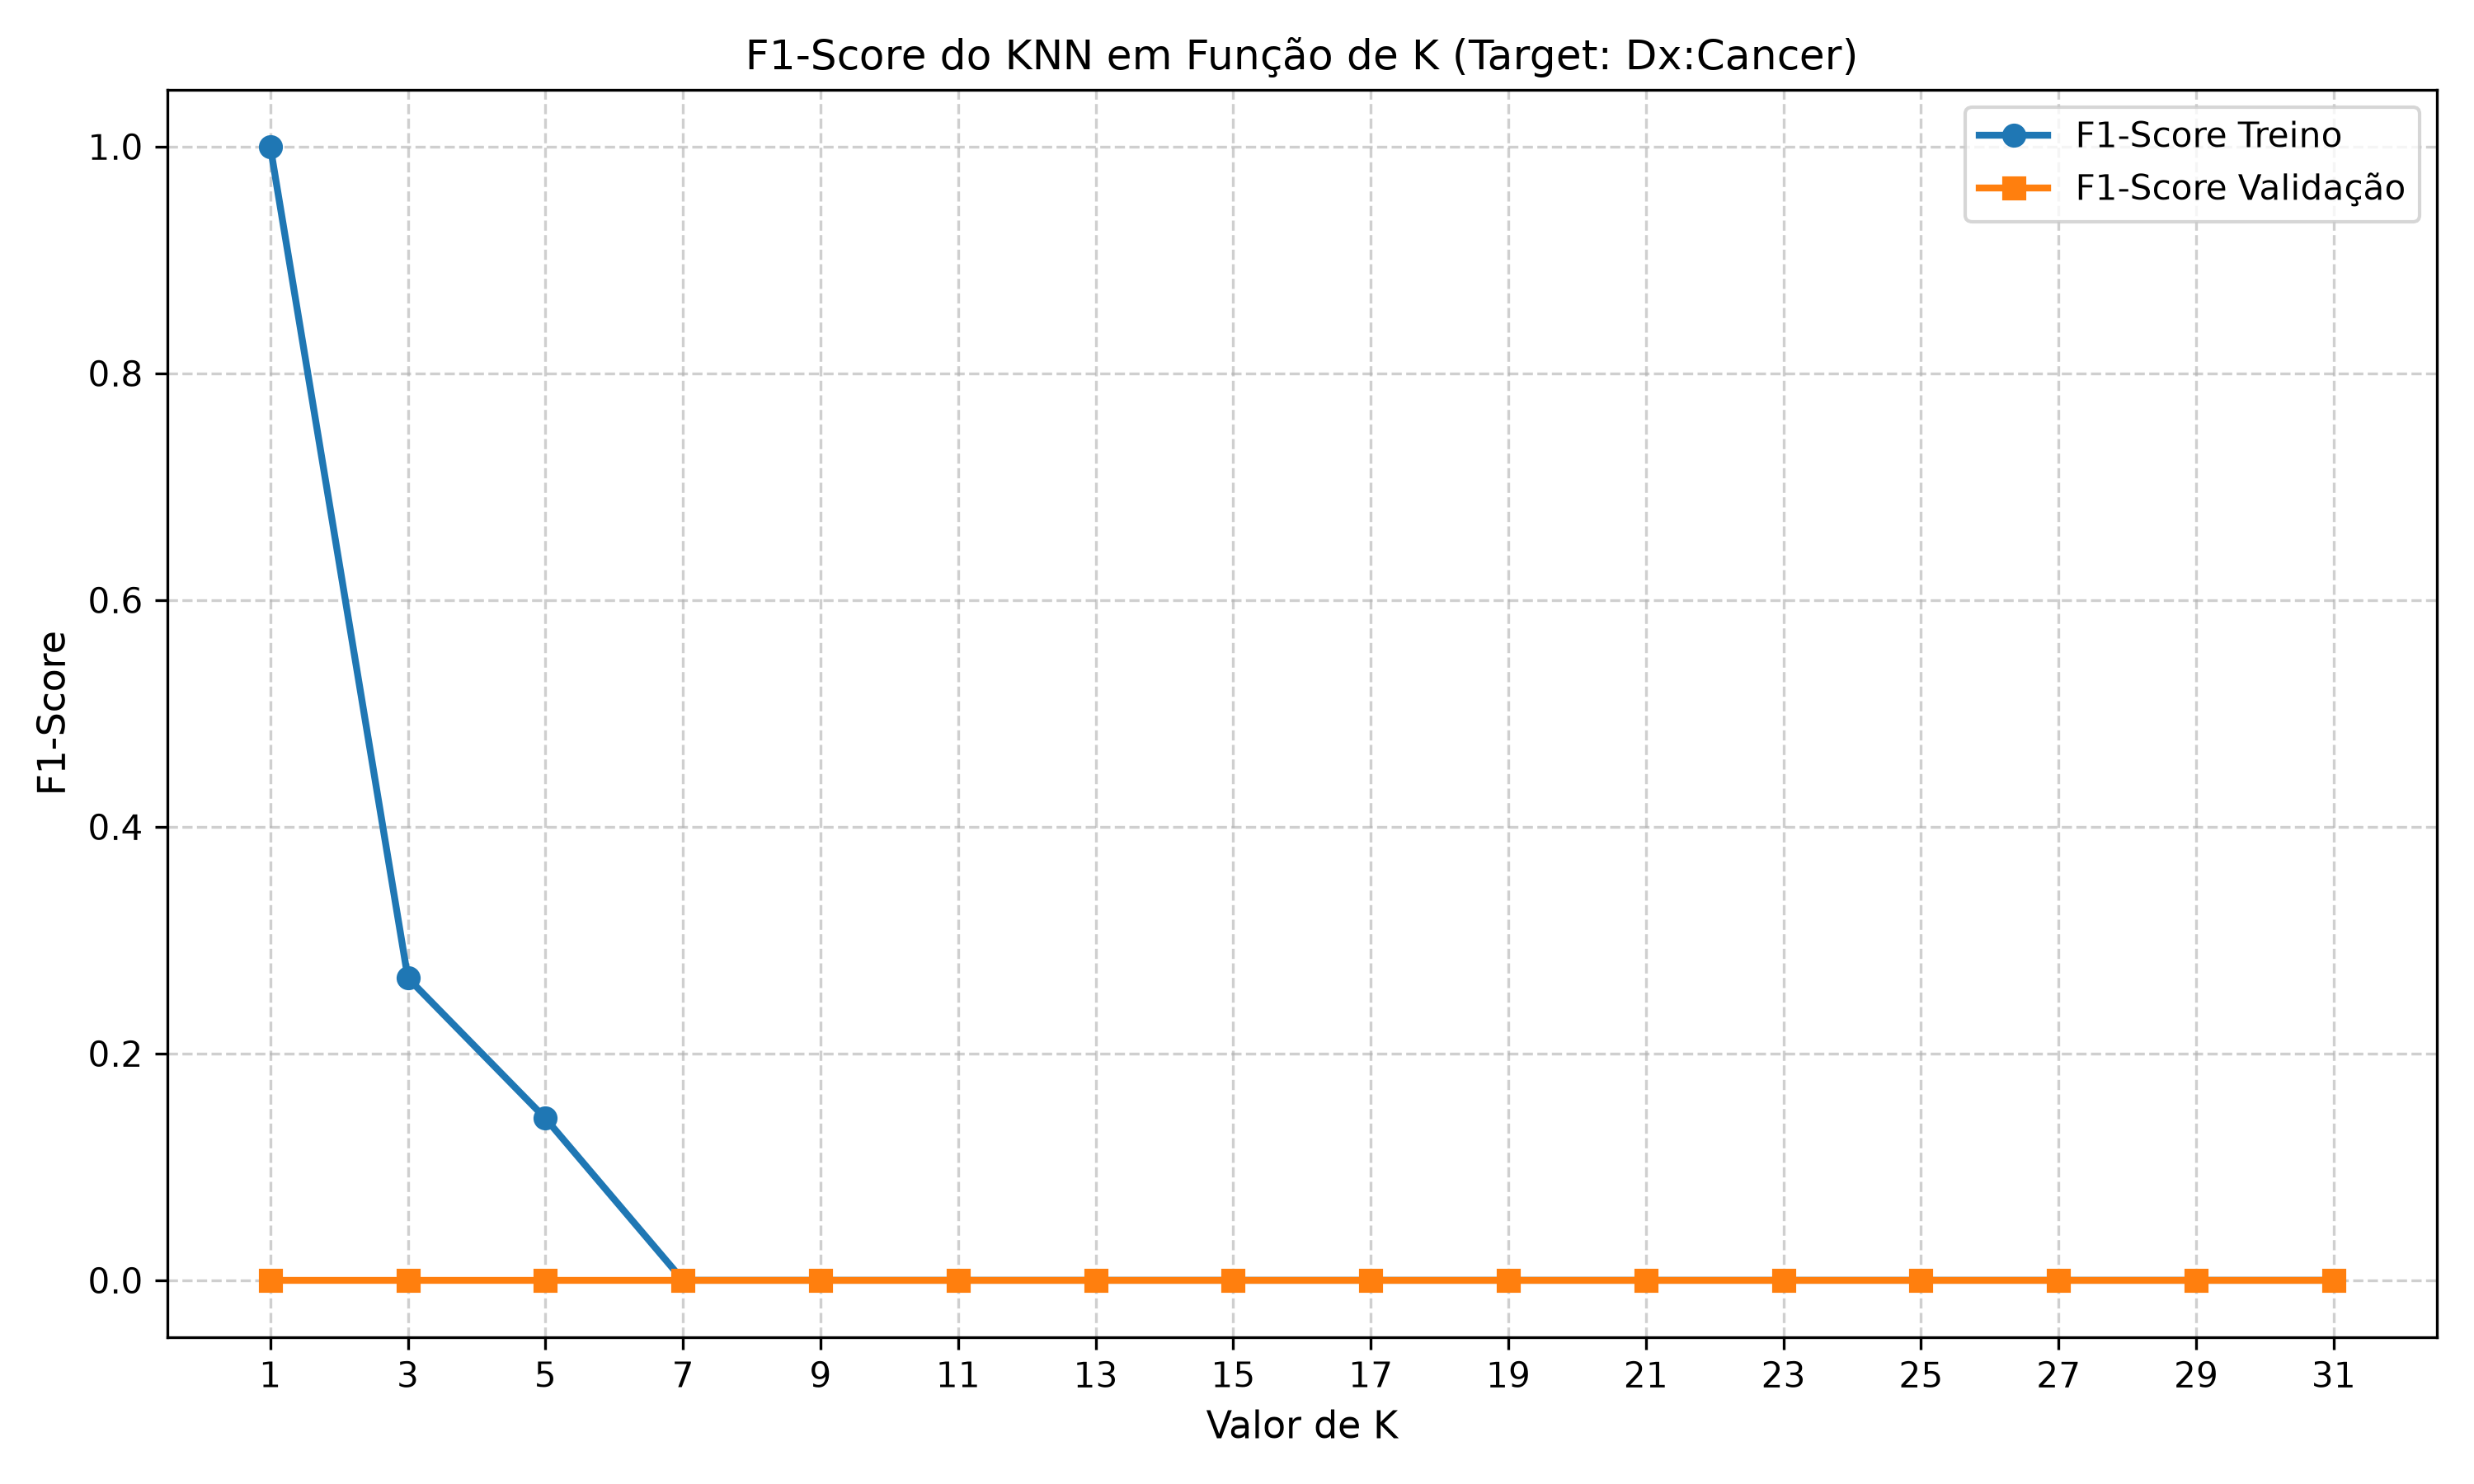 F1-Score do KNN em Função de K (Target: Dx:Cancer)
F1-Score Treino
F1-Score Validação
1.0
0.8
0.6
0.4
0.2
0.0
F1-Score
1 3 5 7 9 11 13 15 17 19 21 23 25 27 29 31
Valor de K